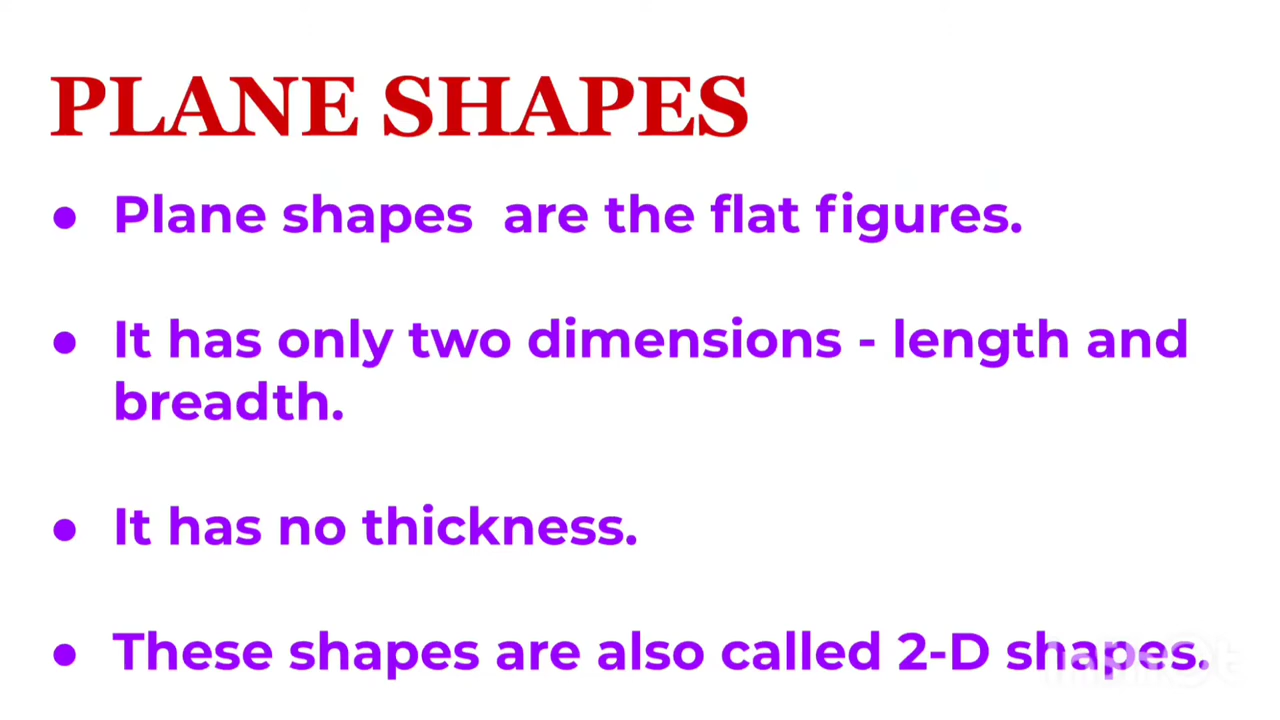 PLANE SHAPES
● Plane shapes  are the flat figures.
● It has only two dimensions - length and
breadth.
● It has no thickness.
● These shapes are also called 2-D shapes.